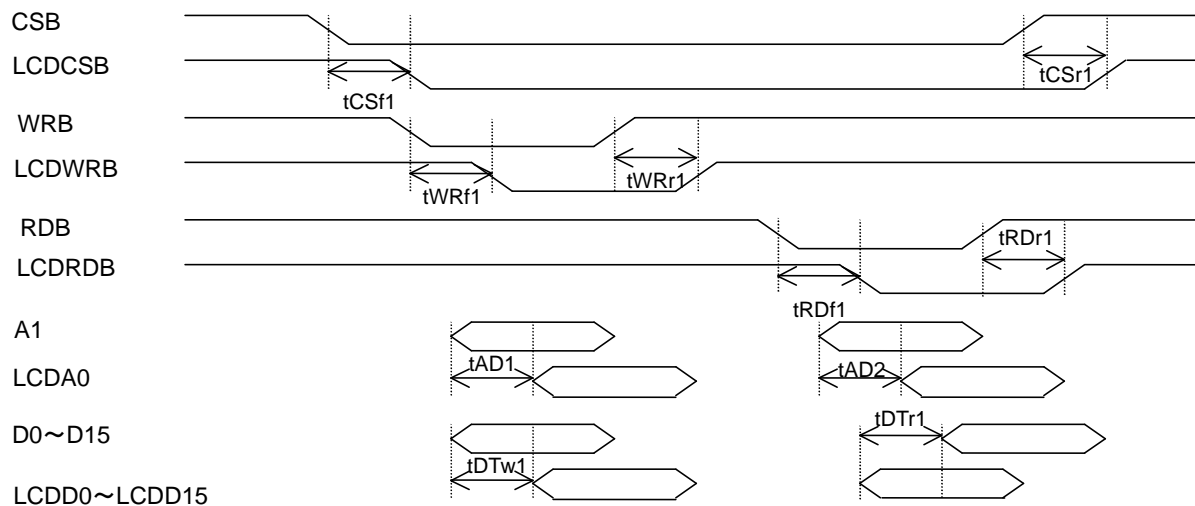 CSB
LCDCSB
tCSf1
tCSr1
WRB
LCDWRB
tWRf1
tWRr1
RDB
LCDRDB
tRDf1
tRDr1
A1
LCDA0
tAD1
tAD2
D0～D15
LCDD0～LCDD15
tDTw1
tDTr1